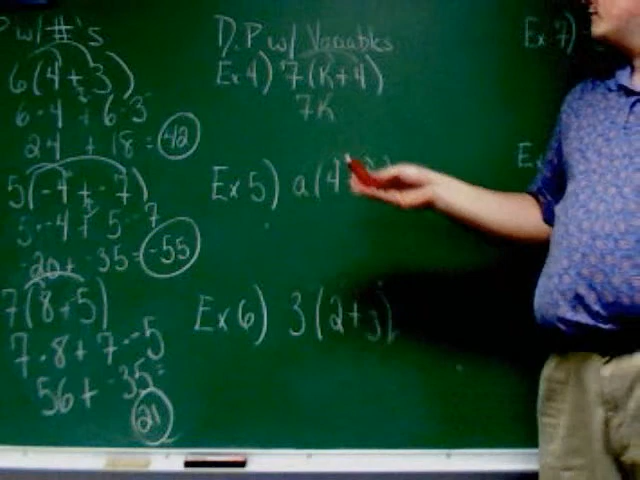 P w/ #'s
6(4+3)
6·4 + 6·3
24 + 18 = 42
5(-4+-7)
5·-4 + 5·-7
-20 + -35 = -55
7(8+-5)
7·8 + 7·-5
56 + -35 =
21
D.P w/ Variables
Ex 4) 7(K+4)
7K
Ex 5) a(4
Ex 6) 3(2+j)
Ex 7)
Ex